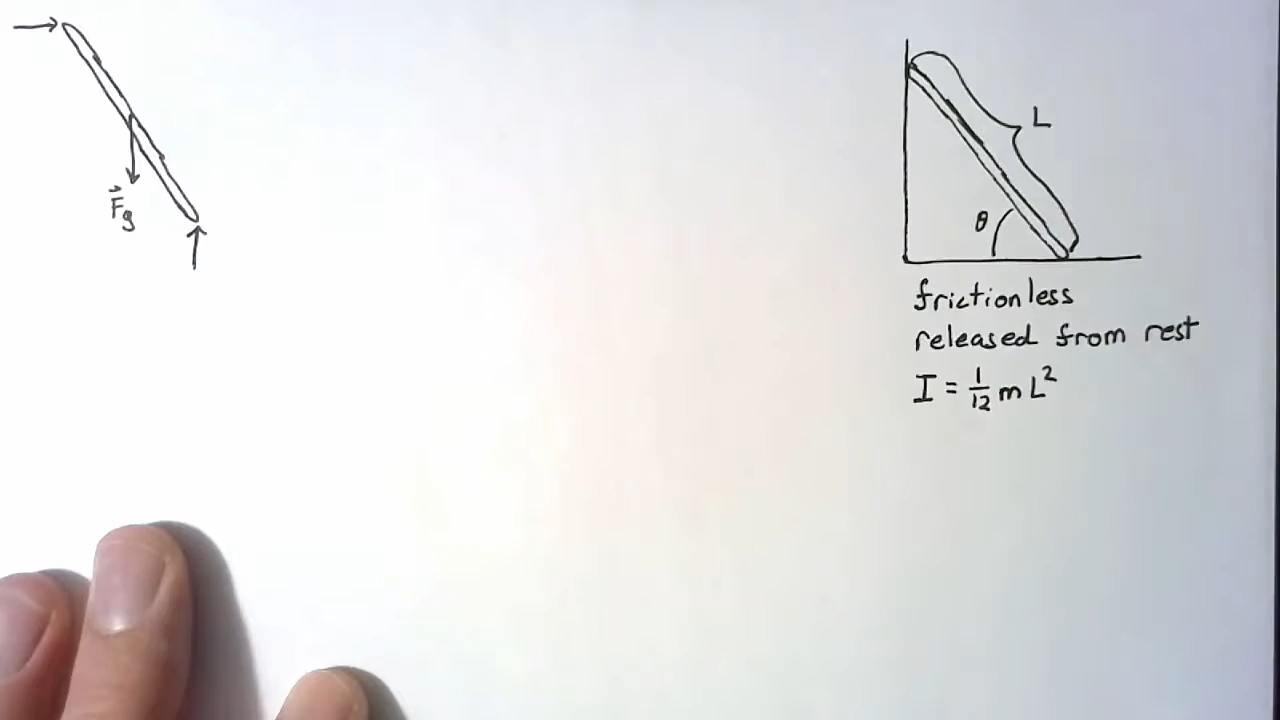 F⃗g
L
θ
frictionless
released from rest
I = 1/12 m L²